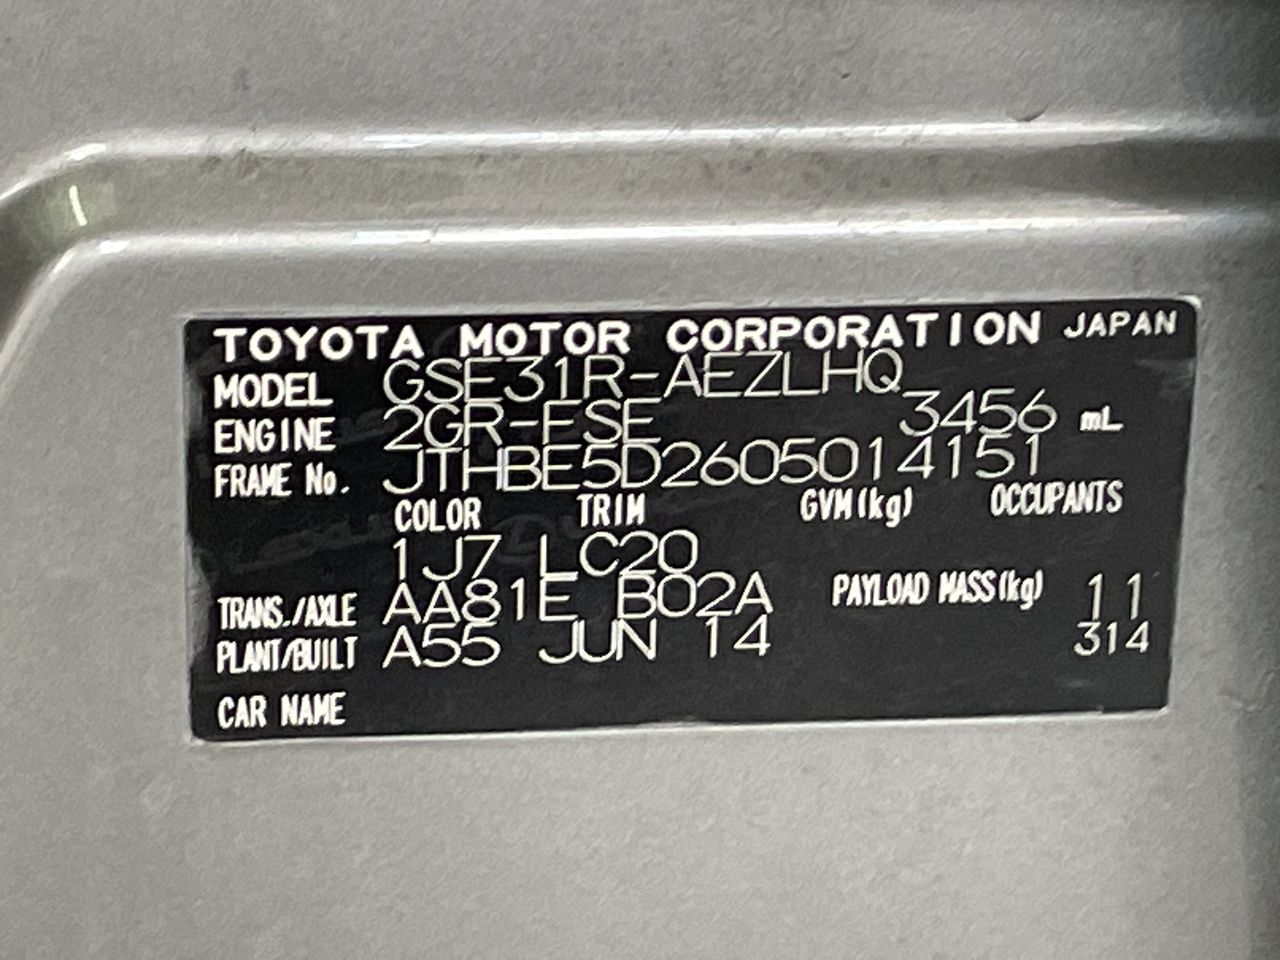 TOYOTA MOTOR CORPORATION JAPAN
MODEL GSE31R-AEZLHQ
ENGINE 2GR-FSE 3456 mL
FRAME No. JTHBE5D2605014151
COLOR TRIM GVM(kg) OCCUPANTS
1J7 LC20
TRANS./AXLE AA81E B02A PAYLOAD MASS(kg) 11
PLANT/BUILT A55 JUN 14 314
CAR NAME